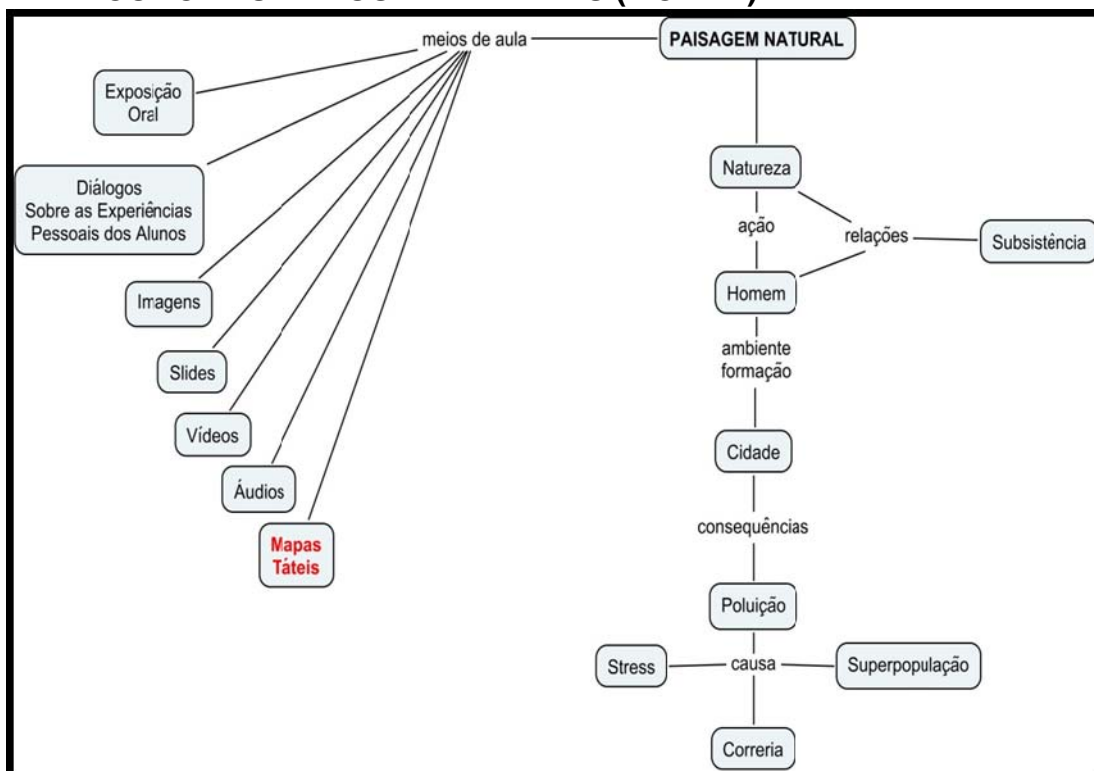 meios de aula
PAISAGEM NATURAL
Exposição
Oral
Diálogos
Sobre as Experiências
Pessoais dos Alunos
Imagens
Slides
Vídeos
Áudios
Mapas
Táteis
Natureza
ação
relações
Subsistência
Homem
ambiente
formação
Cidade
consequências
Poluição
Stress
causa
Superpopulação
Correria